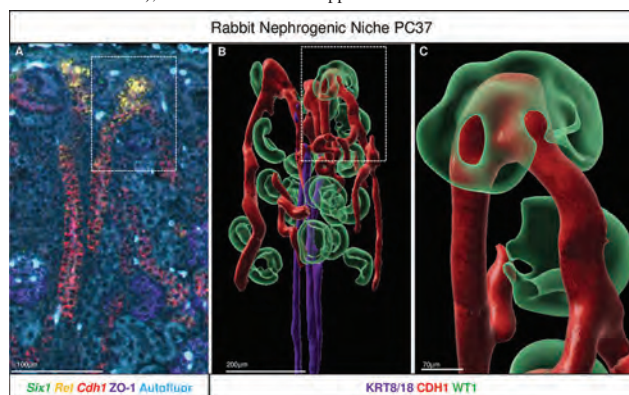 Rabbit Nephrogenic Niche PC37
A
B
C
100μm
200μm
70μm
Six1 Ret Cdh1 ZO-1 Autofluor
KRT8/18 CDH1 WT1